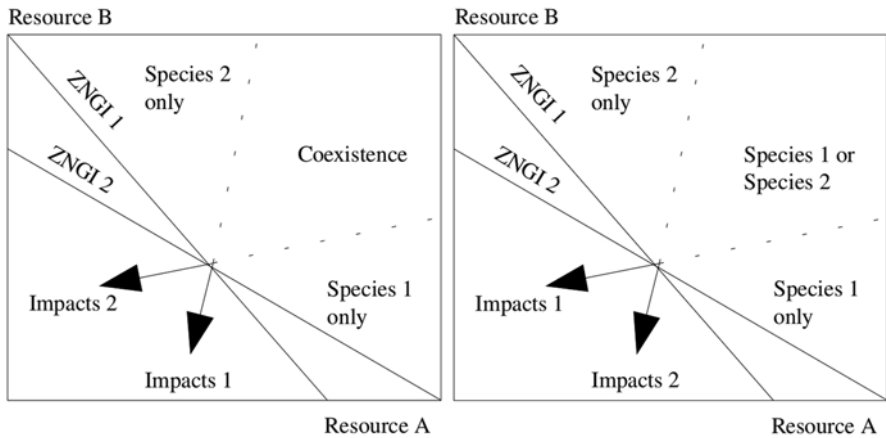 Resource B
ZNGI 1
ZNGI 2
Species 2
only
Coexistence
Impacts 2
Impacts 1
Species 1
only
Resource A
Resource B
ZNGI 1
ZNGI 2
Species 2
only
Species 1 or
Species 2
Impacts 1
Impacts 2
Species 1
only
Resource A